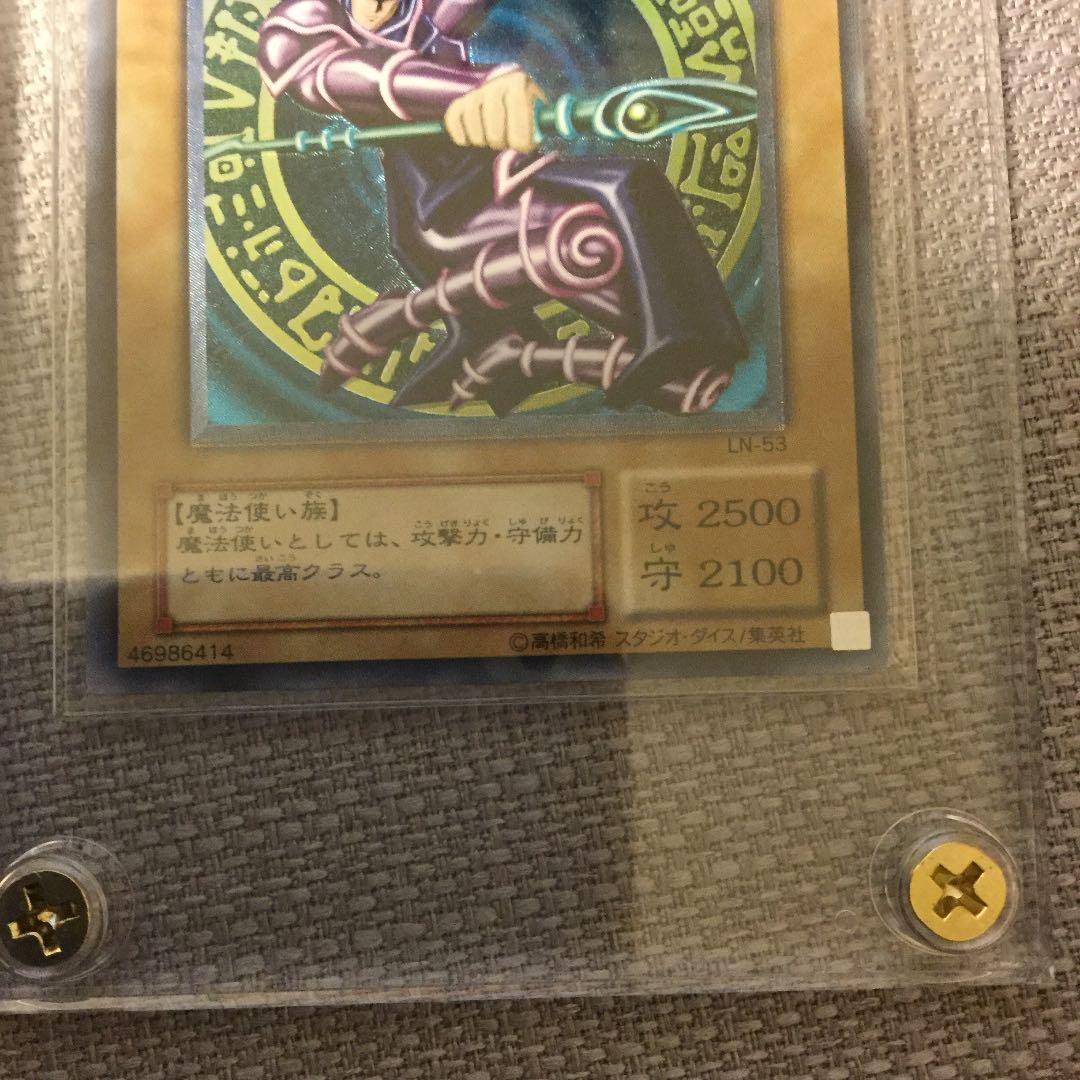 LN-53
【魔法使い族】
魔法使いとしては、攻撃力・守備力
ともに最高クラス。
攻 2500
守 2100
46986414
©高橋和希 スタジオ・ダイス/集英社